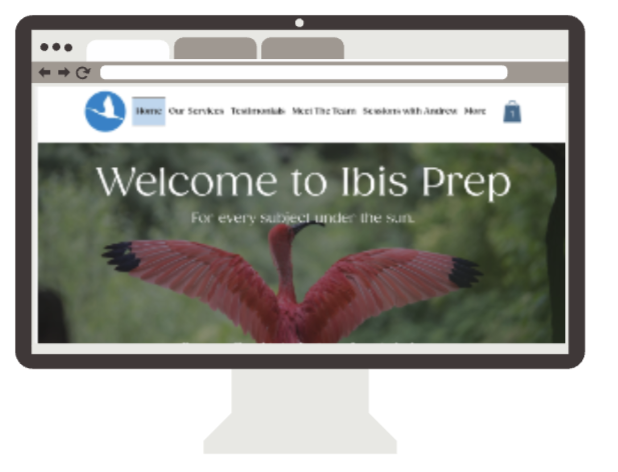 Home Our Services Testimonials Meet The Team Sessions with Andrew More 1
Welcome to Ibis Prep
For every subject under the sun.